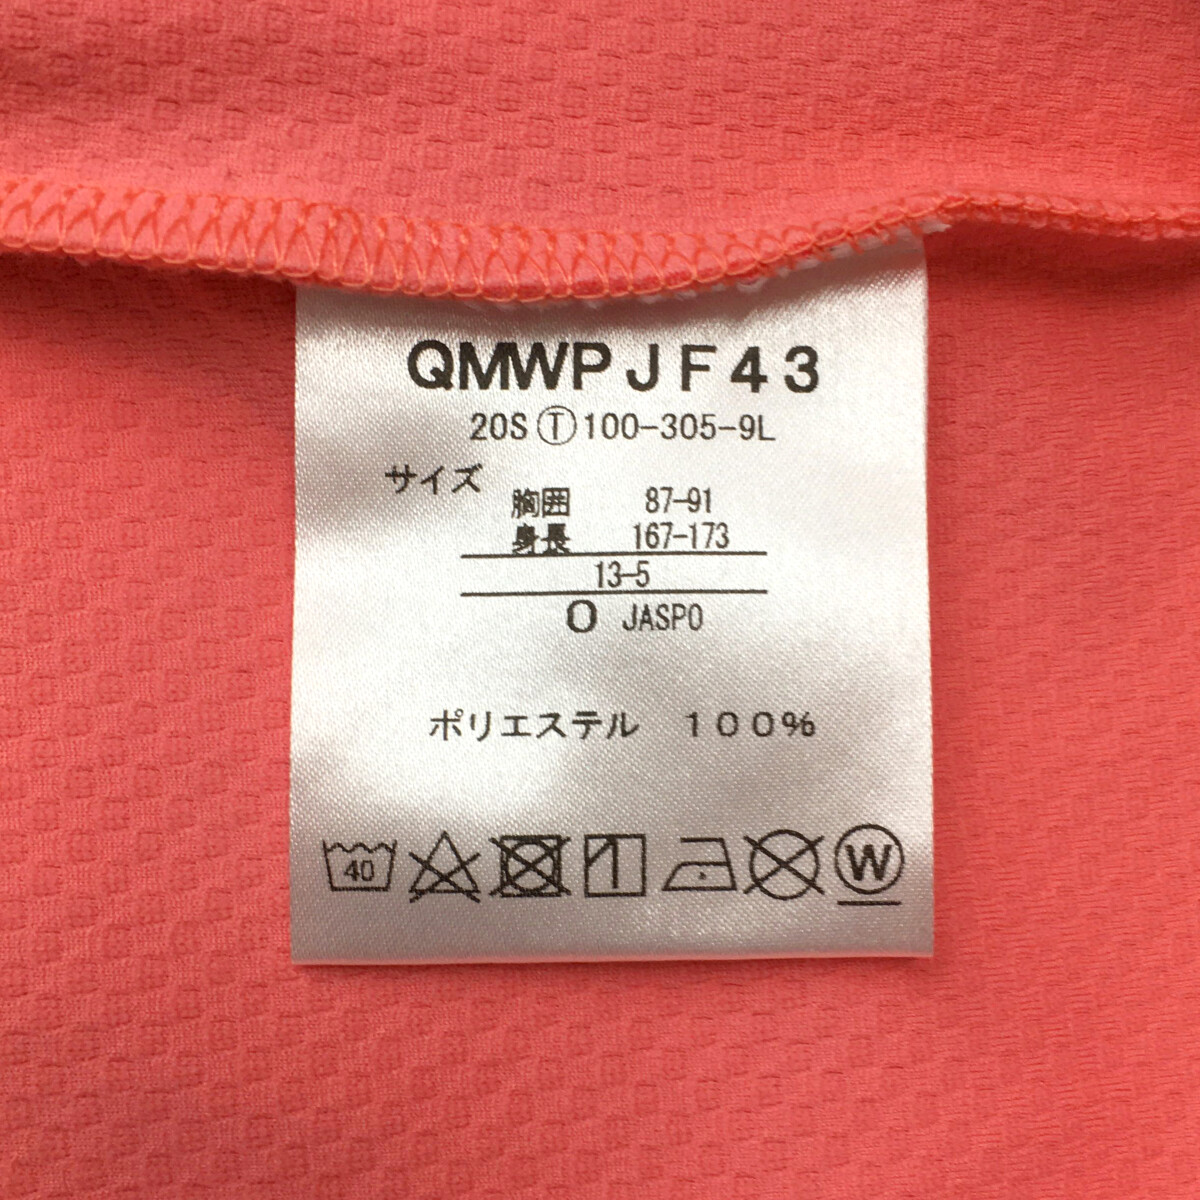 QMWPJF43
20S Ⓣ 100-305-9L
サイズ
胸囲 87-91
身長 167-173
13-5
O JASPO
ポリエステル 100%
40 W